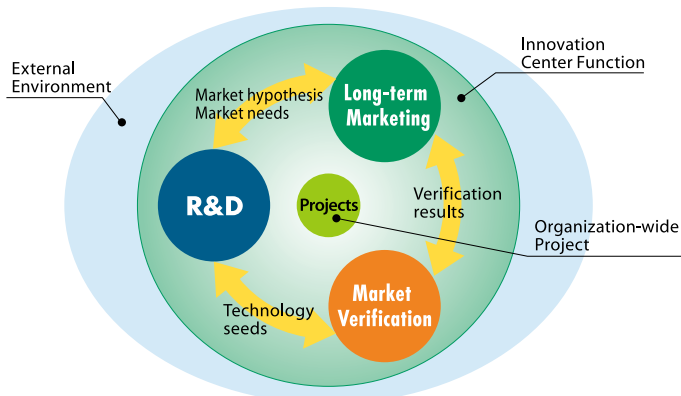 External
Environment
Innovation
Center Function
Market hypothesis
Market needs
Long-term
Marketing
R&D
Projects
Verification
results
Organization-wide
Project
Technology
seeds
Market
Verification